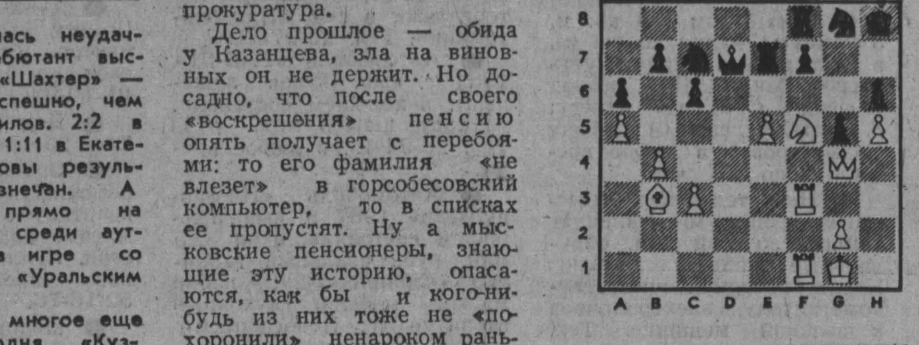 лась неудач-
бютант выс-
«Шахтер» —
спешно, чем
илов. 2:2 в
1:11 в Екате-
овы резуль-
знечан. А
прямо на
среди аут-
в игре со
«Уральским
многое еще
прокуратура.
Дело прошлое — обида
у Казанцева, зла на винов-
ных он не держит. Но до-
садно, что после своего
«воскрешения» пенсию
опять получает с перебоя-
ми: то его фамилия «не
влезет» в горсобесовский
компьютер, то в списках
ее пропустят. Ну а мыс-
ковские пенсионеры, знаю-
щие эту историю, опаса-
ются, как бы и кого-ни-
будь из них тоже не «по-
хоронили» ненароком рань-
8
7
6
5
4
3
2
1
A B C D E F G H